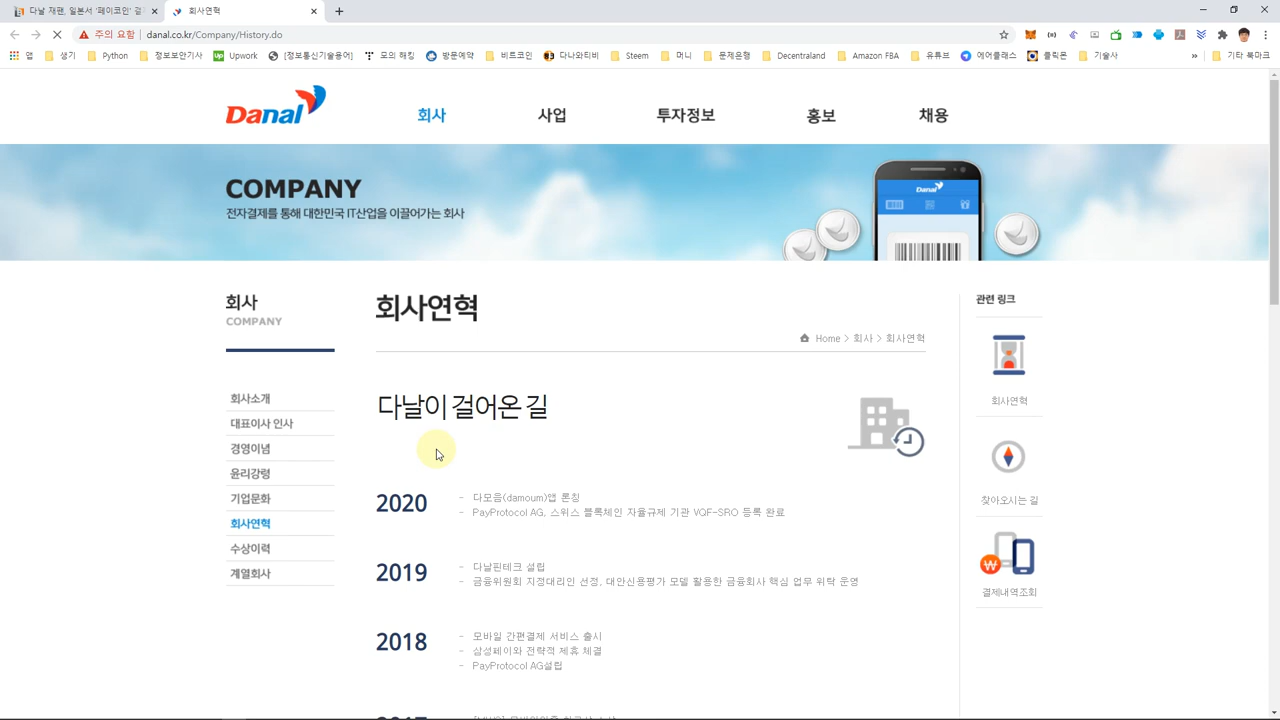 다날 재팬, 일본서 '페이코인' 결
회사연혁
주의 요함
danal.co.kr/Company/History.do
앱
생기
Python
정보보안기사
Upwork
[정보통신기술용어]
모의 해킹
방문예약
비트코인
다나와티비
Steem
머니
문제은행
Decentraland
Amazon FBA
유튜브
에어클래스
클릭몬
기술사
기타 북마크
Danal
회사
사업
투자정보
홍보
채용
COMPANY
전자결제를 통해 대한민국 IT산업을 이끌어가는 회사
Danal
회사
COMPANY
회사소개
대표이사 인사
경영이념
윤리강령
기업문화
회사연혁
수상이력
계열회사
회사연혁
Home > 회사 > 회사연혁
다날이 걸어온 길
2020
- 다모음(damoum)앱 론칭
- PayProtocol AG, 스위스 블록체인 자율규제 기관 VQF-SRO 등록 완료
2019
- 다날핀테크 설립
- 금융위원회 지정대리인 선정, 대안신용평가 모델 활용한 금융회사 핵심 업무 위탁 운영
2018
- 모바일 간편결제 서비스 출시
- 삼성페이와 전략적 제휴 체결
- PayProtocol AG설립
관련 링크
회사연혁
찾아오시는 길
결제내역조회